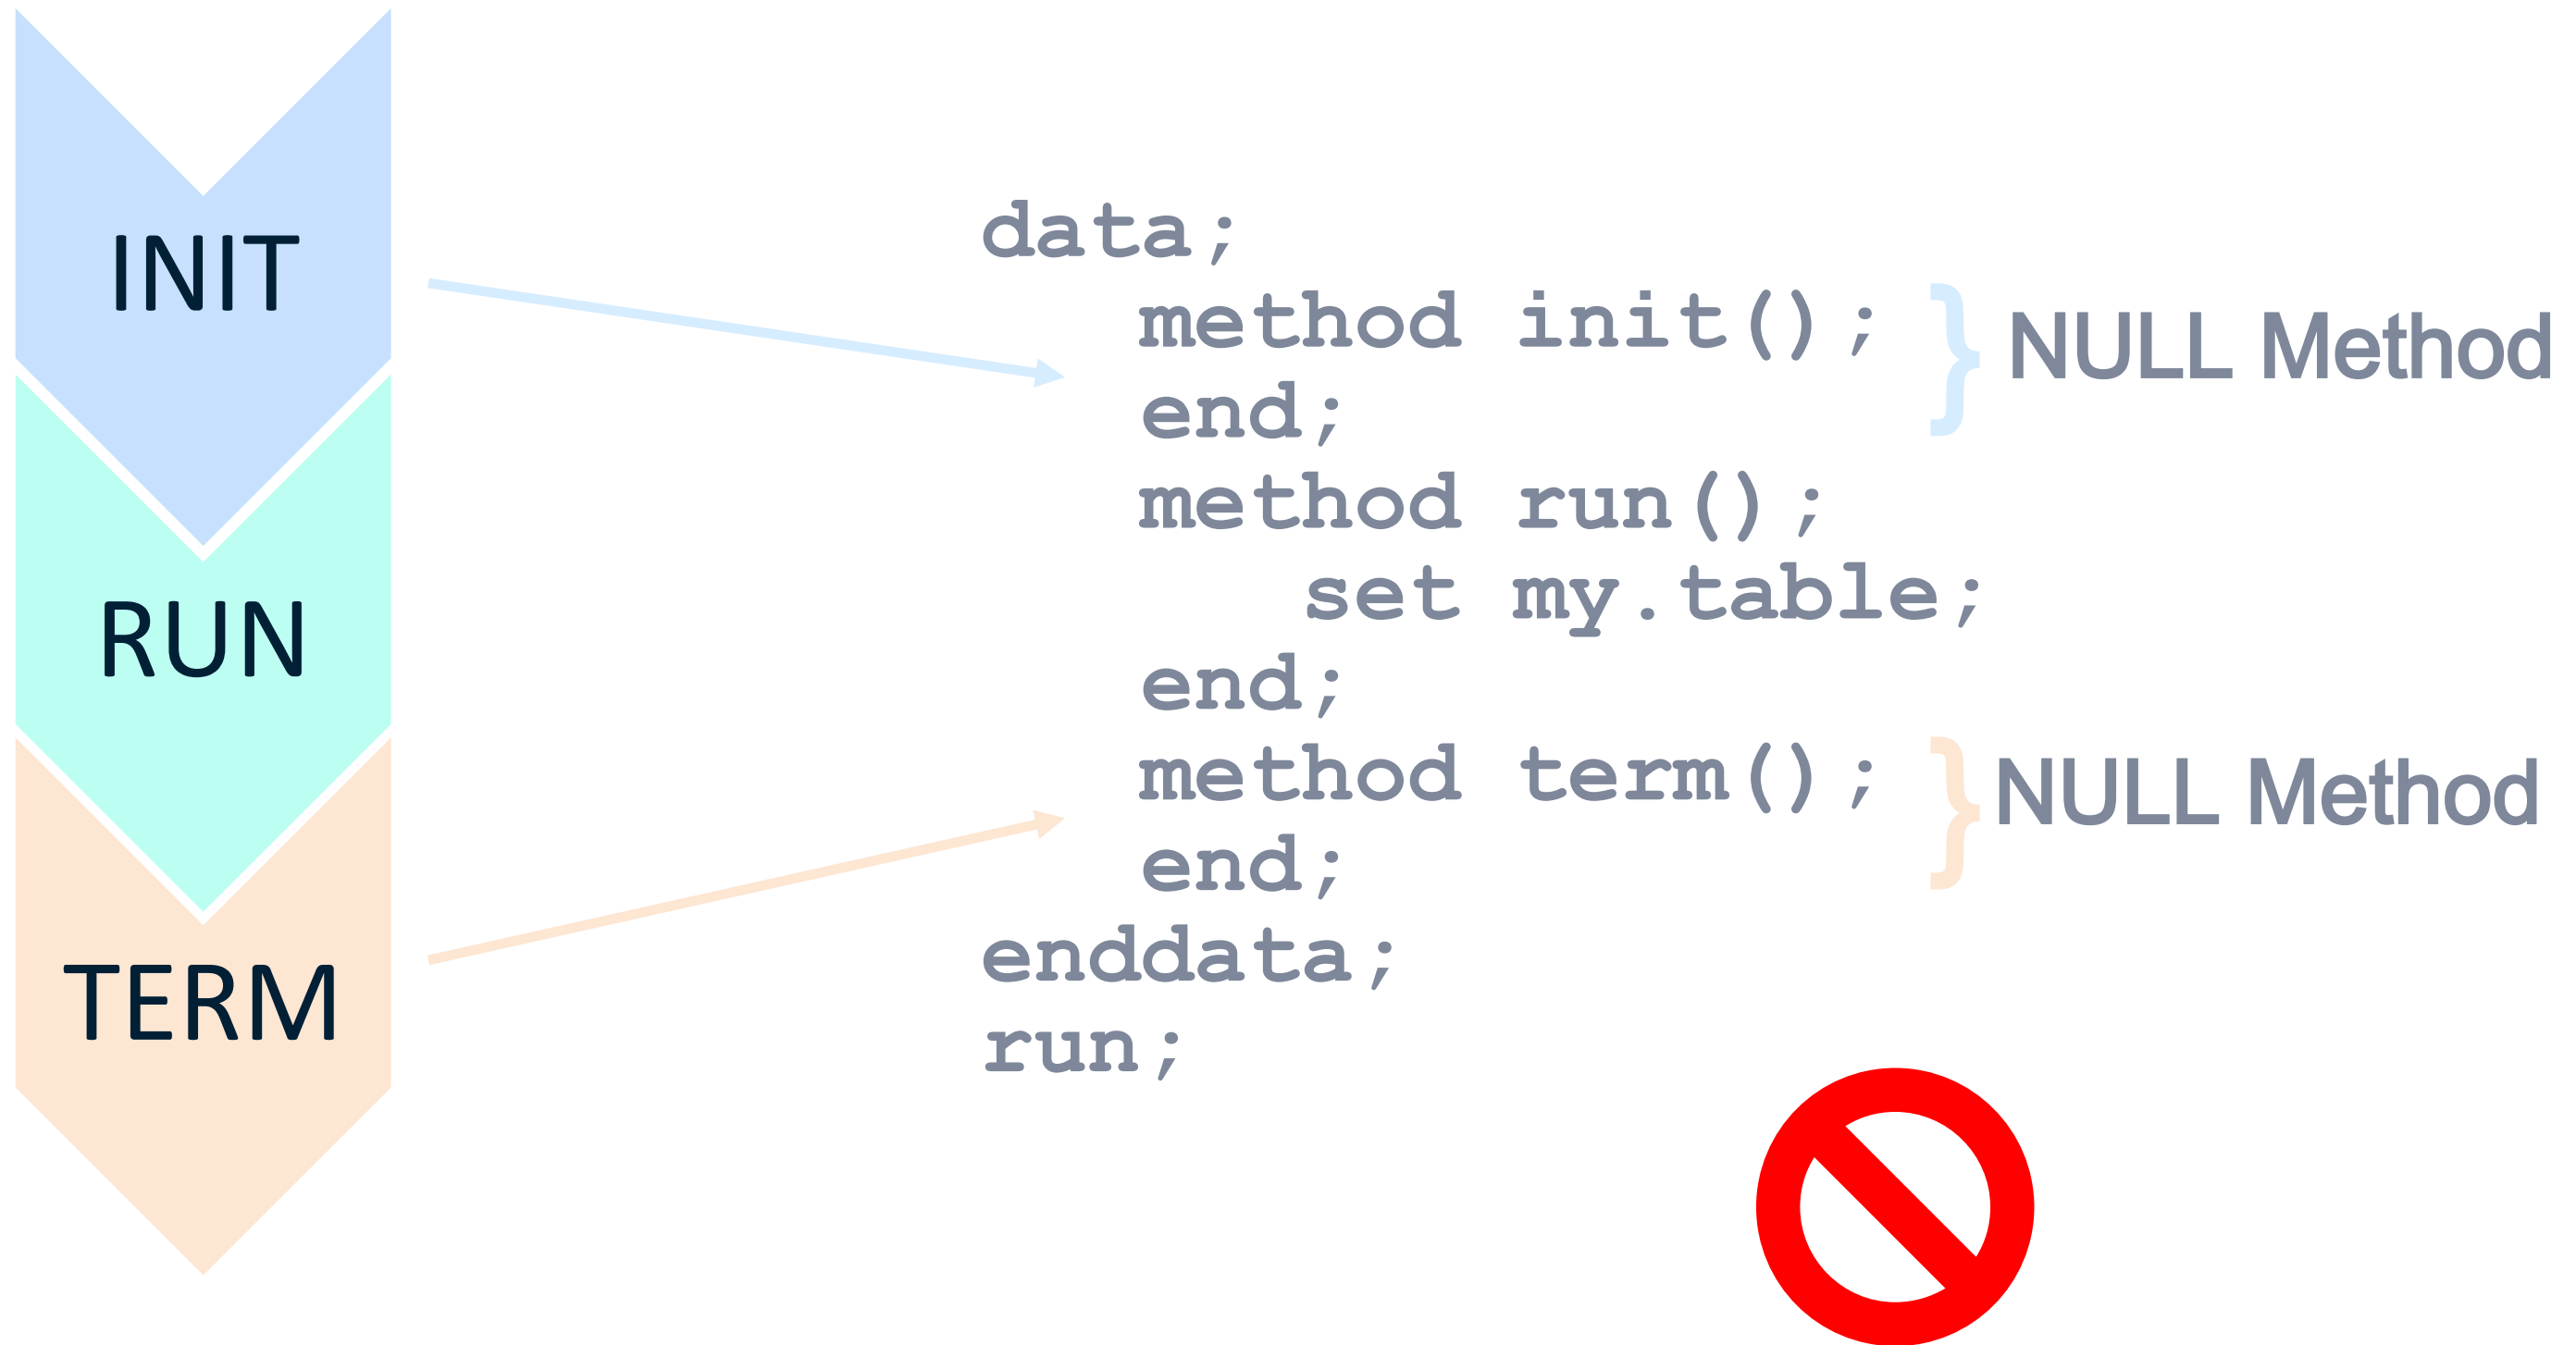 INIT
RUN
TERM
data;
method init();
end;
method run();
set my.table;
end;
method term();
end;
enddata;
run;
NULL Method
NULL Method